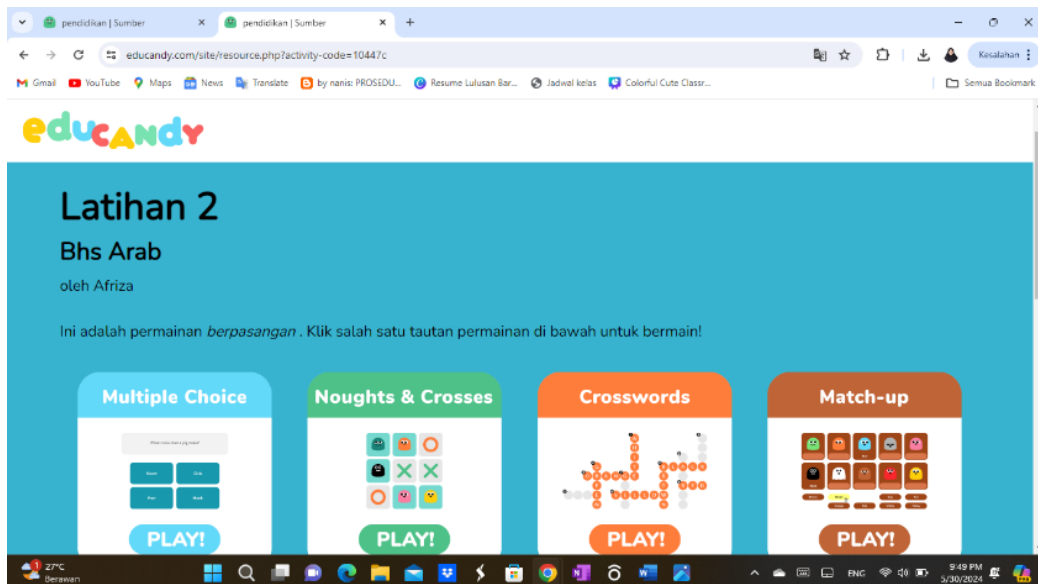 pendidikan | Sumber
pendidikan | Sumber
educandy.com/site/resource.php?activity-code=10447c
Kesalahan
Gmail YouTube Maps News Translate by nanis: PROSEDU... Resume Lulusan Bar... Jadwal kelas Colorful Cute Classr... Semua Bookmark
educandy
Latihan 2
Bhs Arab
oleh Afriza
Ini adalah permainan berpasangan . Klik salah satu tautan permainan di bawah untuk bermain!
Multiple Choice
PLAY!
Noughts & Crosses
PLAY!
Crosswords
PLAY!
Match-up
PLAY!
1
27°C
Berawan
ENG
9:49 PM
5/30/2024